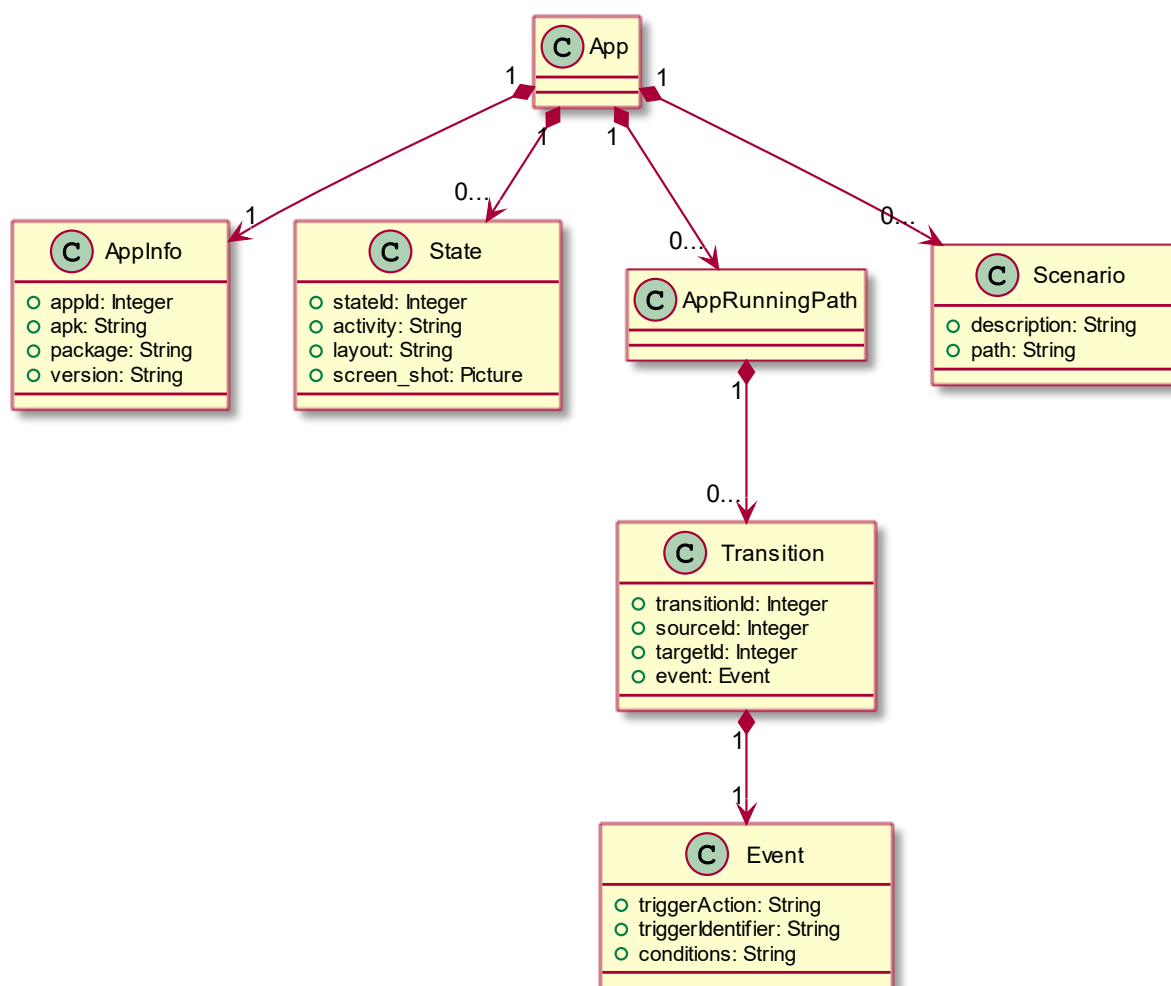 C App
1
1
1
1
1
0...
0...
0...
C AppInfo
appId: Integer
apk: String
package: String
version: String
C State
stateId: Integer
activity: String
layout: String
screen_shot: Picture
C AppRunningPath
C Scenario
description: String
path: String
1
0...
C Transition
transitionId: Integer
sourceId: Integer
targetId: Integer
event: Event
1
1
C Event
triggerAction: String
triggerIdentifier: String
conditions: String